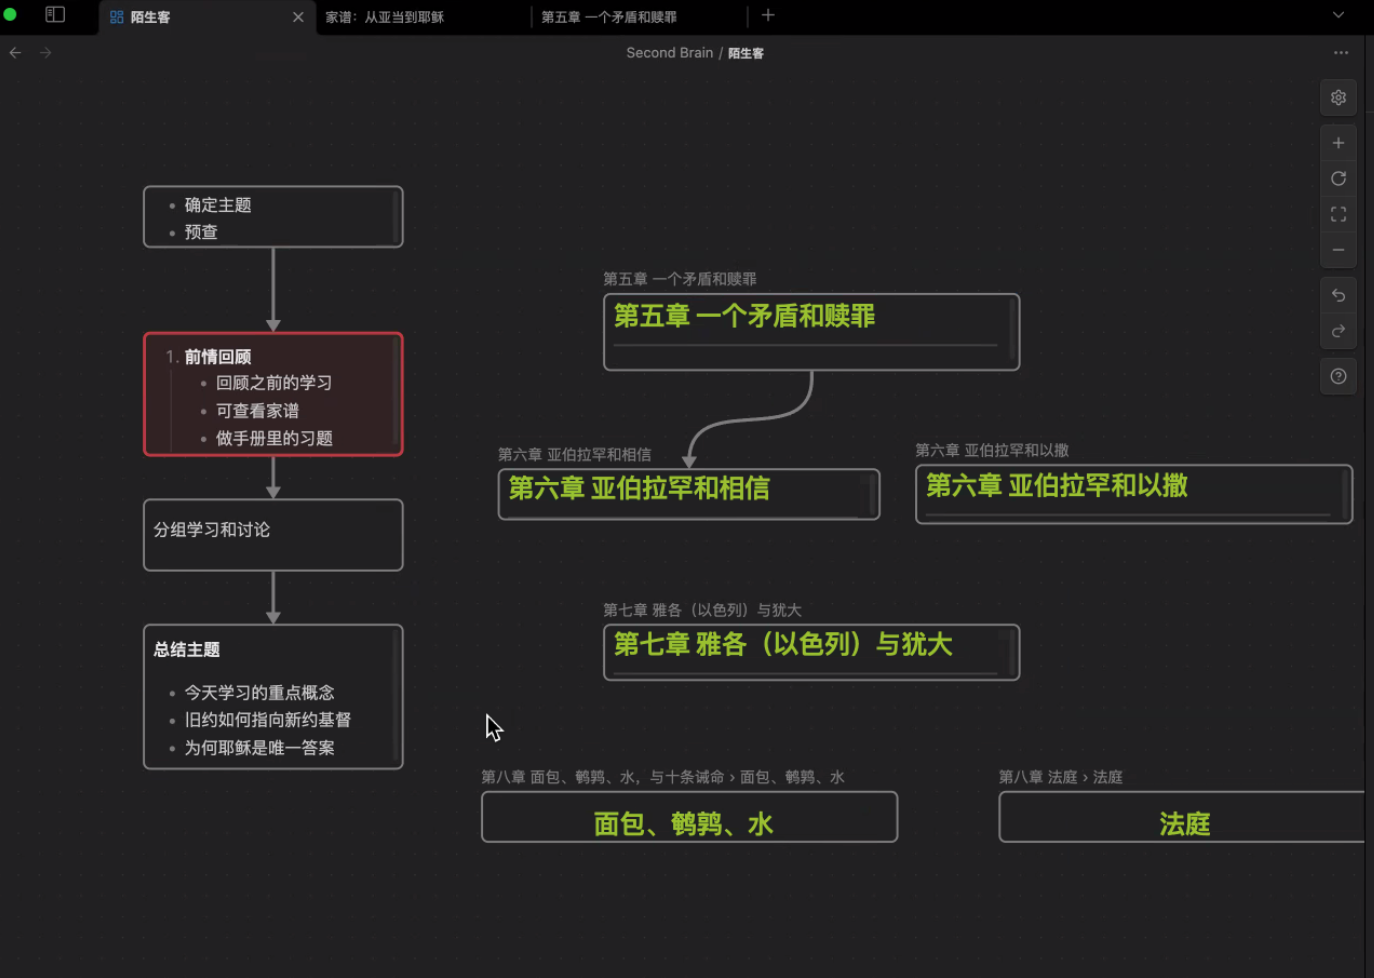 陌生客
家谱：从亚当到耶稣
第五章 一个矛盾和赎罪
Second Brain / 陌生客
确定主题
预查
1. 前情回顾
回顾之前的学习
可查看家谱
做手册里的习题
分组学习和讨论
总结主题
今天学习的重点概念
旧约如何指向新约基督
为何耶稣是唯一答案
第五章 一个矛盾和赎罪
第五章 一个矛盾和赎罪
第六章 亚伯拉罕和相信
第六章 亚伯拉罕和相信
第六章 亚伯拉罕和以撒
第六章 亚伯拉罕和以撒
第七章 雅各（以色列）与犹大
第七章 雅各（以色列）与犹大
第八章 面包、鹌鹑、水，与十条诫命 › 面包、鹌鹑、水
面包、鹌鹑、水
第八章 法庭 › 法庭
法庭